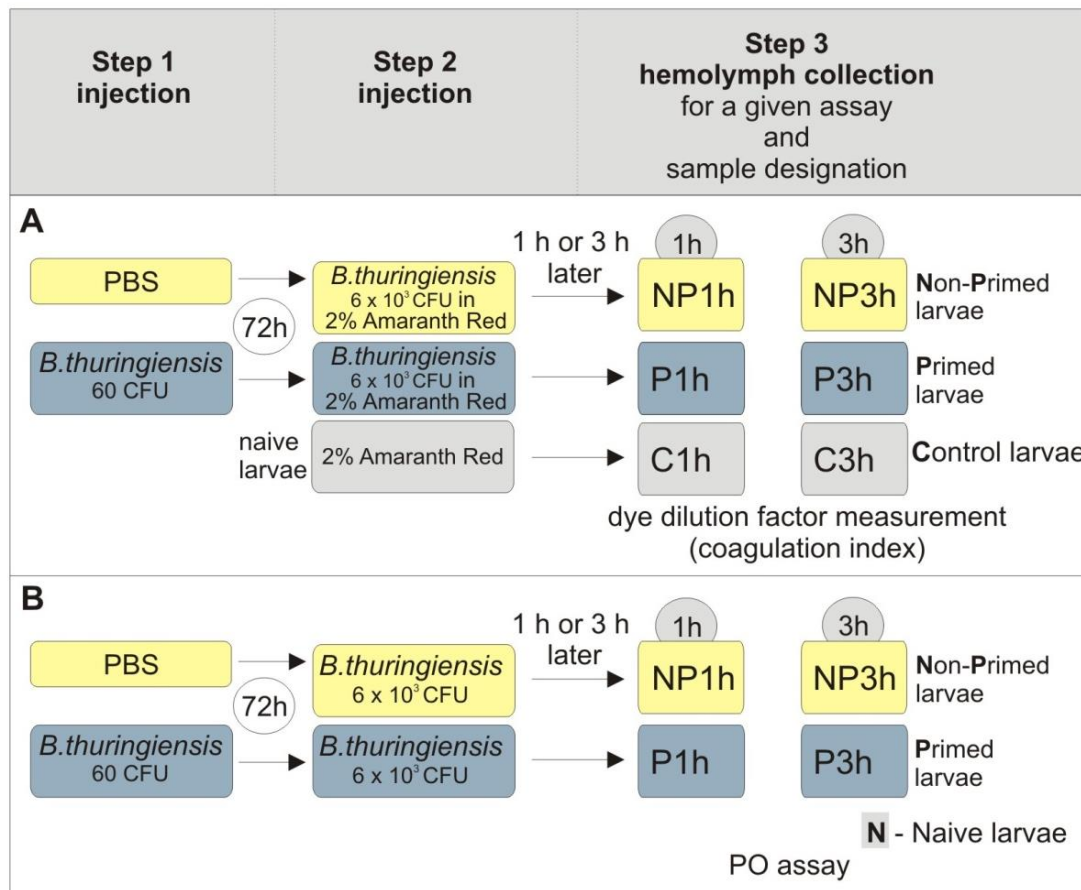 Step 1
injection
Step 2
injection
Step 3
hemolymph collection
for a given assay
and
sample designation
A
PBS
B.thuringiensis
60 CFU
72h
B.thuringiensis
6 x 10³ CFU in
2% Amaranth Red
B.thuringiensis
6 x 10³ CFU in
2% Amaranth Red
naive
larvae
2% Amaranth Red
1 h or 3 h
later
1h
3h
NP1h
NP3h
Non-Primed
larvae
P1h
P3h
Primed
larvae
C1h
C3h
Control larvae
dye dilution factor measurement
(coagulation index)
B
PBS
B.thuringiensis
60 CFU
72h
B.thuringiensis
6 x 10³ CFU
B.thuringiensis
6 x 10³ CFU
1 h or 3 h
later
1h
3h
NP1h
NP3h
Non-Primed
larvae
P1h
P3h
Primed
larvae
N - Naive larvae
PO assay